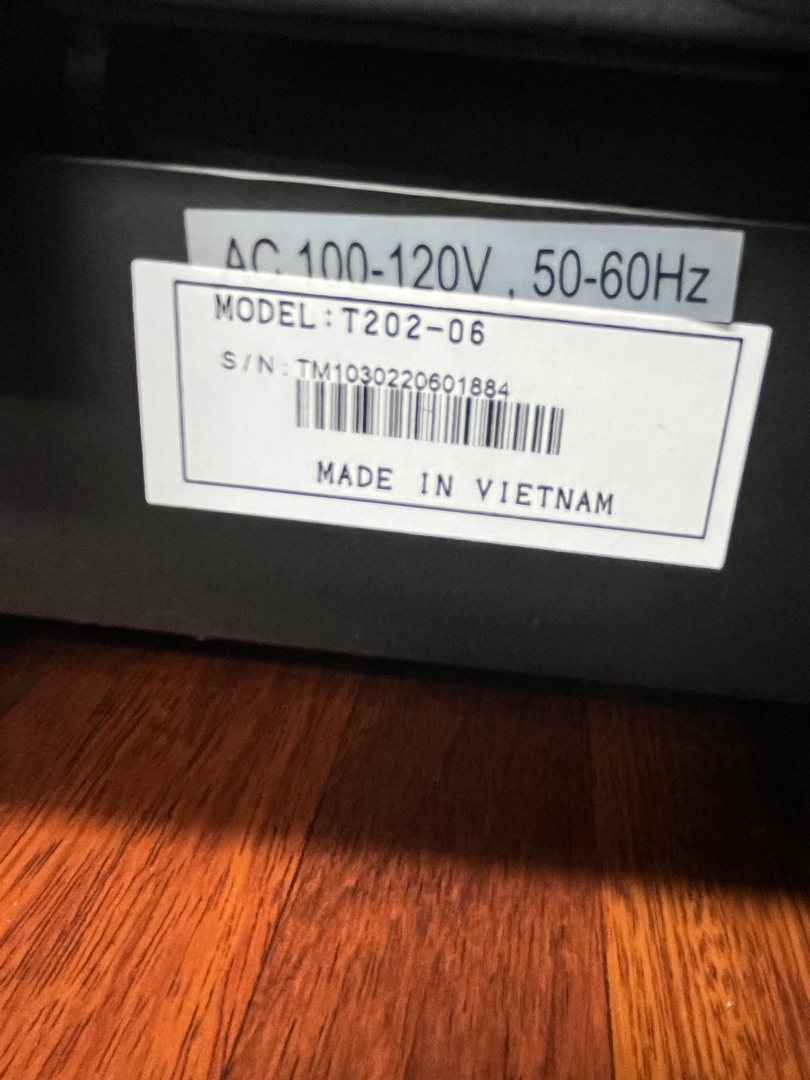 AC 100-120V , 50-60Hz
MODEL:T202-06
S/N:TM1030220601884
MADE IN VIETNAM